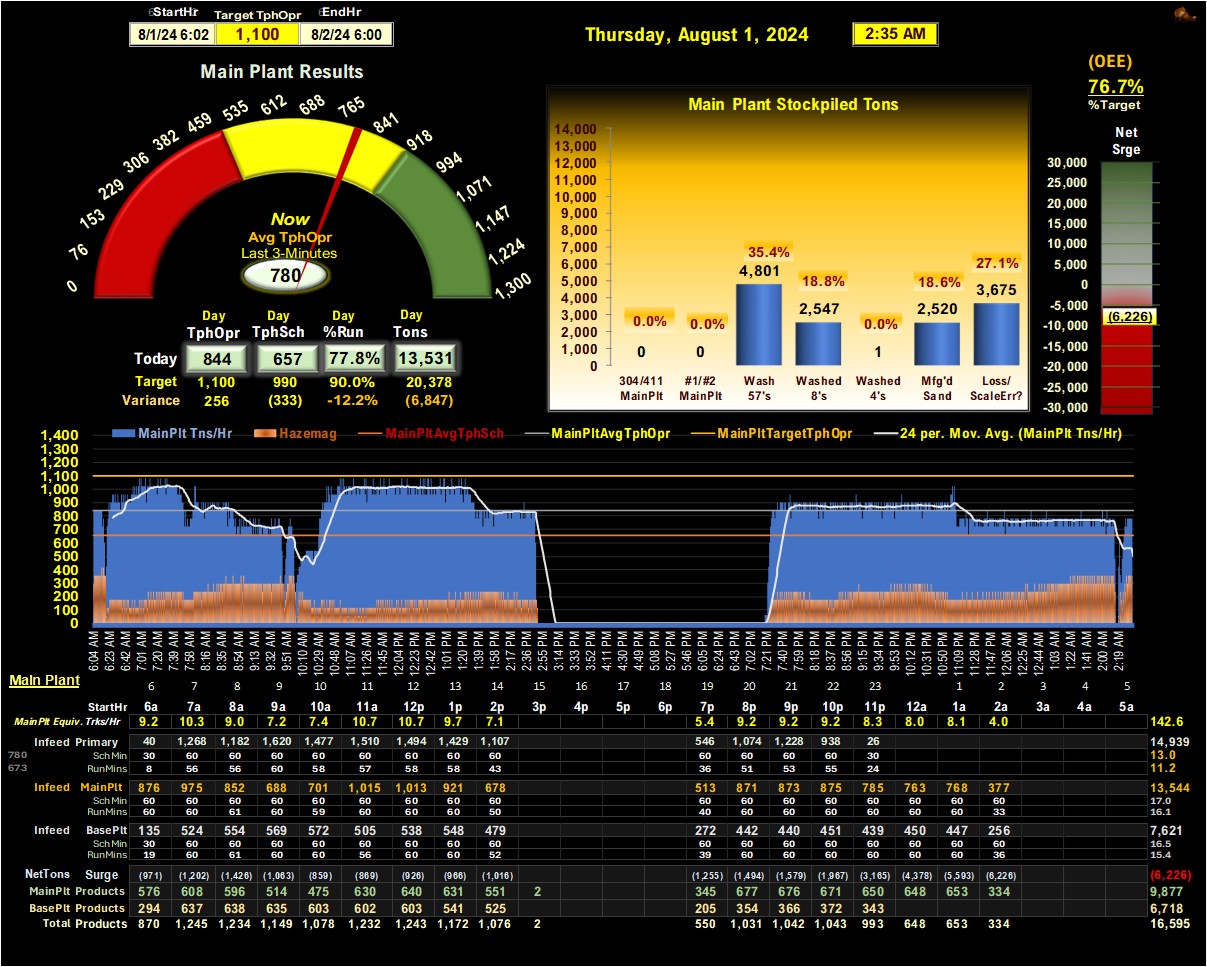 StartHr Target TphOpr EndHr
8/1/24 6:02 1,100 8/2/24 6:00
Thursday, August 1, 2024 2:35 AM
(OEE)
76.7%
%Target
Main Plant Results
0 76 153 229 306 382 459 535 612 688 765 841 918 994 1,071 1,147 1,224 1,300
Now
Avg TphOpr
Last 3-Minutes
780
Day Day Day Day
TphOpr TphSch %Run Tons
Today 844 657 77.8% 13,531
Target 1,100 990 90.0% 20,378
Variance 256 (333) -12.2% (6,847)
Main Plant Stockpiled Tons
14,000
13,000
12,000
11,000
10,000
9,000
8,000
7,000
6,000
5,000
4,000
3,000
2,000
1,000
0
0.0% 0.0% 35.4% 18.8% 0.0% 18.6% 27.1%
0 0 4,801 2,547 1 2,520 3,675
304/411 #1/#2 Wash Washed Washed Mfg'd Loss/
MainPlt MainPlt 57's 8's 4's Sand ScaleErr?
Net
Srge
30,000
25,000
20,000
15,000
10,000
5,000
0
-5,000
(6,226)
-10,000
-15,000
-20,000
-25,000
-30,000
MainPlt Tns/Hr Hazemag MainPltAvgTphSch MainPltAvgTphOpr MainPltTargetTphOpr 24 per. Mov. Avg. (MainPlt Tns/Hr)
1,400
1,300
1,200
1,100
1,000
900
800
700
600
500
400
300
200
100
0
6:04 AM 6:23 AM 6:42 AM 7:01 AM 7:20 AM 7:39 AM 7:58 AM 8:16 AM 8:35 AM 8:54 AM 9:13 AM 9:32 AM 9:51 AM 10:10 AM 10:29 AM 10:48 AM 11:07 AM 11:26 AM 11:45 AM 12:04 PM 12:23 PM 12:42 PM 1:01 PM 1:20 PM 1:39 PM 1:58 PM 2:17 PM 2:36 PM 2:55 PM 3:14 PM 3:33 PM 3:52 PM 4:11 PM 4:30 PM 4:49 PM 5:08 PM 5:27 PM 5:46 PM 6:05 PM 6:24 PM 6:43 PM 7:02 PM 7:21 PM 7:40 PM 7:59 PM 8:18 PM 8:37 PM 8:56 PM 9:15 PM 9:34 PM 9:53 PM 10:12 PM 10:31 PM 10:50 PM 11:09 PM 11:28 PM 11:47 PM 12:06 AM 12:25 AM 12:44 AM 1:03 AM 1:22 AM 1:41 AM 2:00 AM 2:19 AM
Main Plant
6 7 8 9 10 11 12 13 14 15 16 17 18 19 20 21 22 23 1 2 3 4 5
StartHr 6a 7a 8a 9a 10a 11a 12p 1p 2p 3p 4p 5p 6p 7p 8p 9p 10p 11p 12a 1a 2a 3a 4a 5a
MainPlt Equiv. Trks/Hr 9.2 10.3 9.0 7.2 7.4 10.7 10.7 9.7 7.1 5.4 9.2 9.2 9.2 8.3 8.0 8.1 4.0 142.6
Infeed Primary 40 1,268 1,182 1,620 1,477 1,510 1,494 1,429 1,107 546 1,074 1,228 938 26 14,939
780 SchMin 30 60 60 60 60 60 60 60 60 60 60 60 60 30 13.0
673 RunMins 8 56 56 60 58 57 58 58 43 36 51 53 55 24 11.2
Infeed MainPlt 876 975 852 688 701 1,015 1,013 921 678 513 871 873 875 785 763 768 377 13,544
SchMin 60 60 60 60 60 60 60 60 60 60 60 60 60 60 60 60 60 17.0
RunMins 60 60 61 60 59 60 60 60 50 40 60 60 60 60 60 60 33 16.1
Infeed BasePlt 135 524 554 569 572 505 538 548 479 272 442 440 451 439 450 447 256 7,621
SchMin 30 60 60 60 60 60 60 60 60 60 60 60 60 60 60 60 60 16.5
RunMins 19 60 61 60 60 56 60 60 52 39 60 60 60 60 60 60 36 15.4
NetTons Surge (971) (1,202) (1,426) (1,063) (859) (869) (926) (966) (1,016) (1,255) (1,494) (1,579) (1,967) (3,165) (4,378) (5,593) (6,226) (6,226)
MainPlt Products 576 608 596 514 475 630 640 631 551 2 345 677 676 671 650 648 653 334 9,877
BasePlt Products 294 637 638 635 603 602 603 541 525 205 354 366 372 343 6,718
Total Products 870 1,245 1,234 1,149 1,078 1,232 1,243 1,172 1,076 2 550 1,031 1,042 1,043 993 648 653 334 16,595